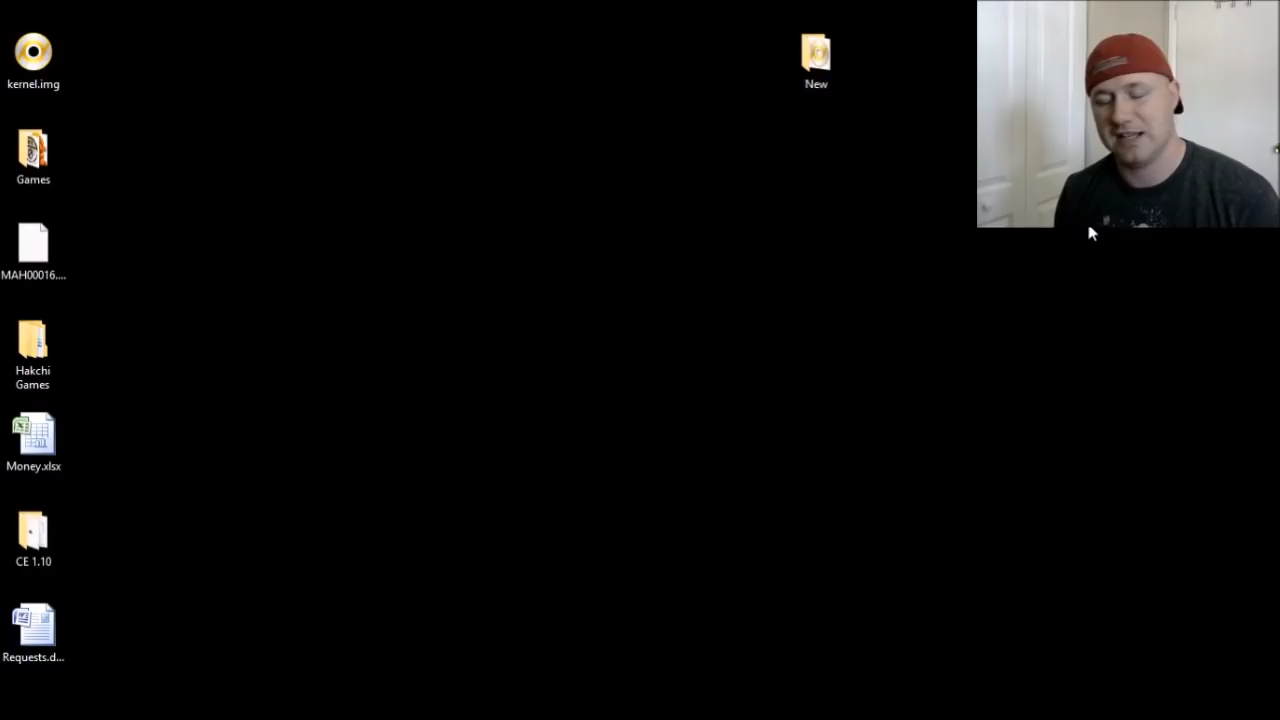 kernel.img
New
Games
MAH00016....
Hakchi
Games
Money.xlsx
CE 1.10
Requests.d...